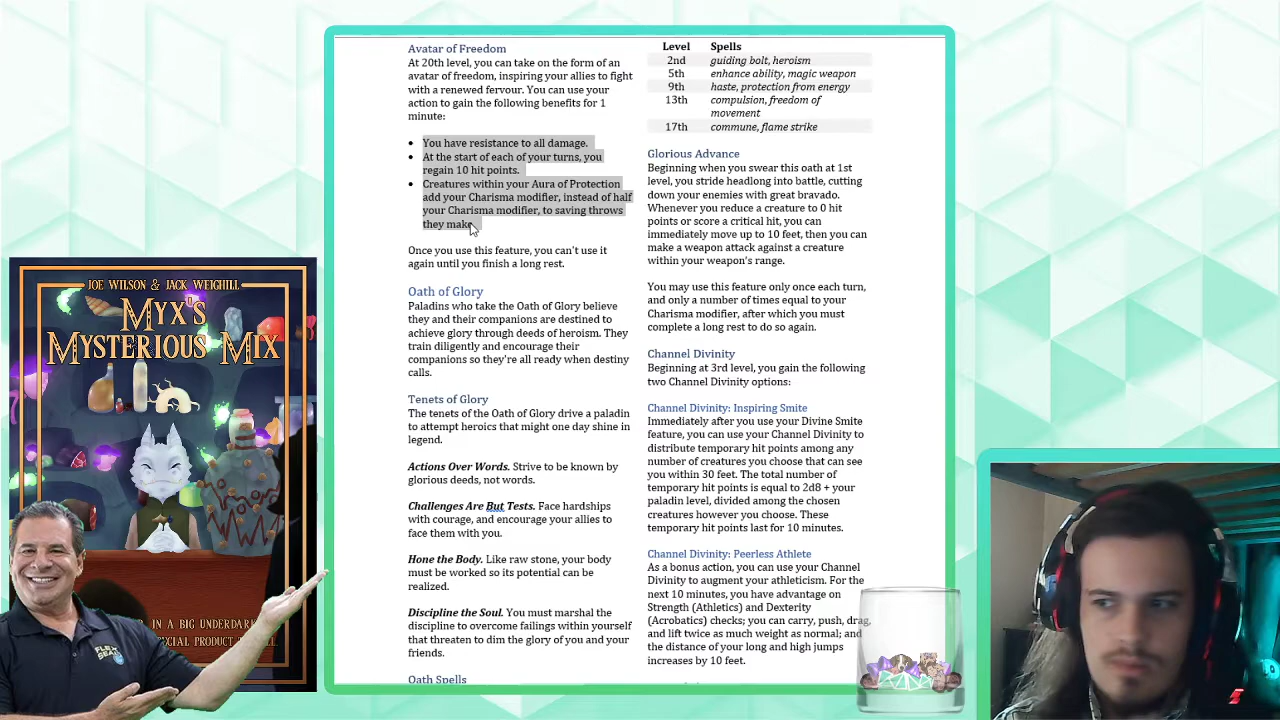 Avatar of Freedom
At 20th level, you can take on the form of an
avatar of freedom, inspiring your allies to fight
with a renewed fervour. You can use your
action to gain the following benefits for 1
minute:
You have resistance to all damage.
At the start of each of your turns, you
regain 10 hit points.
Creatures within your Aura of Protection
add your Charisma modifier, instead of half
your Charisma modifier, to saving throws
they make
Once you use this feature, you can't use it
again until you finish a long rest.
Oath of Glory
Paladins who take the Oath of Glory believe
they and their companions are destined to
achieve glory through deeds of heroism. They
train diligently and encourage their
companions so they're all ready when destiny
calls.
Tenets of Glory
The tenets of the Oath of Glory drive a paladin
to attempt heroics that might one day shine in
legend.
Actions Over Words. Strive to be known by
glorious deeds, not words.
Challenges Are But Tests. Face hardships
with courage, and encourage your allies to
face them with you.
Hone the Body. Like raw stone, your body
must be worked so its potential can be
realized.
Discipline the Soul. You must marshal the
discipline to overcome failings within yourself
that threaten to dim the glory of you and your
friends.
Oath Spells
Level Spells
2nd guiding bolt, heroism
5th enhance ability, magic weapon
9th haste, protection from energy
13th compulsion, freedom of
movement
17th commune, flame strike
Glorious Advance
Beginning when you swear this oath at 1st
level, you stride headlong into battle, cutting
down your enemies with great bravado.
Whenever you reduce a creature to 0 hit
points or score a critical hit, you can
immediately move up to 10 feet, then you can
make a weapon attack against a creature
within your weapon's range.
You may use this feature only once each turn,
and only a number of times equal to your
Charisma modifier, after which you must
complete a long rest to do so again.
Channel Divinity
Beginning at 3rd level, you gain the following
two Channel Divinity options:
Channel Divinity: Inspiring Smite
Immediately after you use your Divine Smite
feature, you can use your Channel Divinity to
distribute temporary hit points among any
number of creatures you choose that can see
you within 30 feet. The total number of
temporary hit points is equal to 2d8 + your
paladin level, divided among the chosen
creatures however you choose. These
temporary hit points last for 10 minutes.
Channel Divinity: Peerless Athlete
As a bonus action, you can use your Channel
Divinity to augment your athleticism. For the
next 10 minutes, you have advantage on
Strength (Athletics) and Dexterity
(Acrobatics) checks; you can carry, push, drag,
and lift twice as much weight as normal; and
the distance of your long and high jumps
increases by 10 feet.
JOE WILSON & JACK WEIGHILL
MYX'S
MYSTERIOUS MIX
IN A BIG UNDERDARK
SPECIAL PRODUCT
FLEX
SEAL